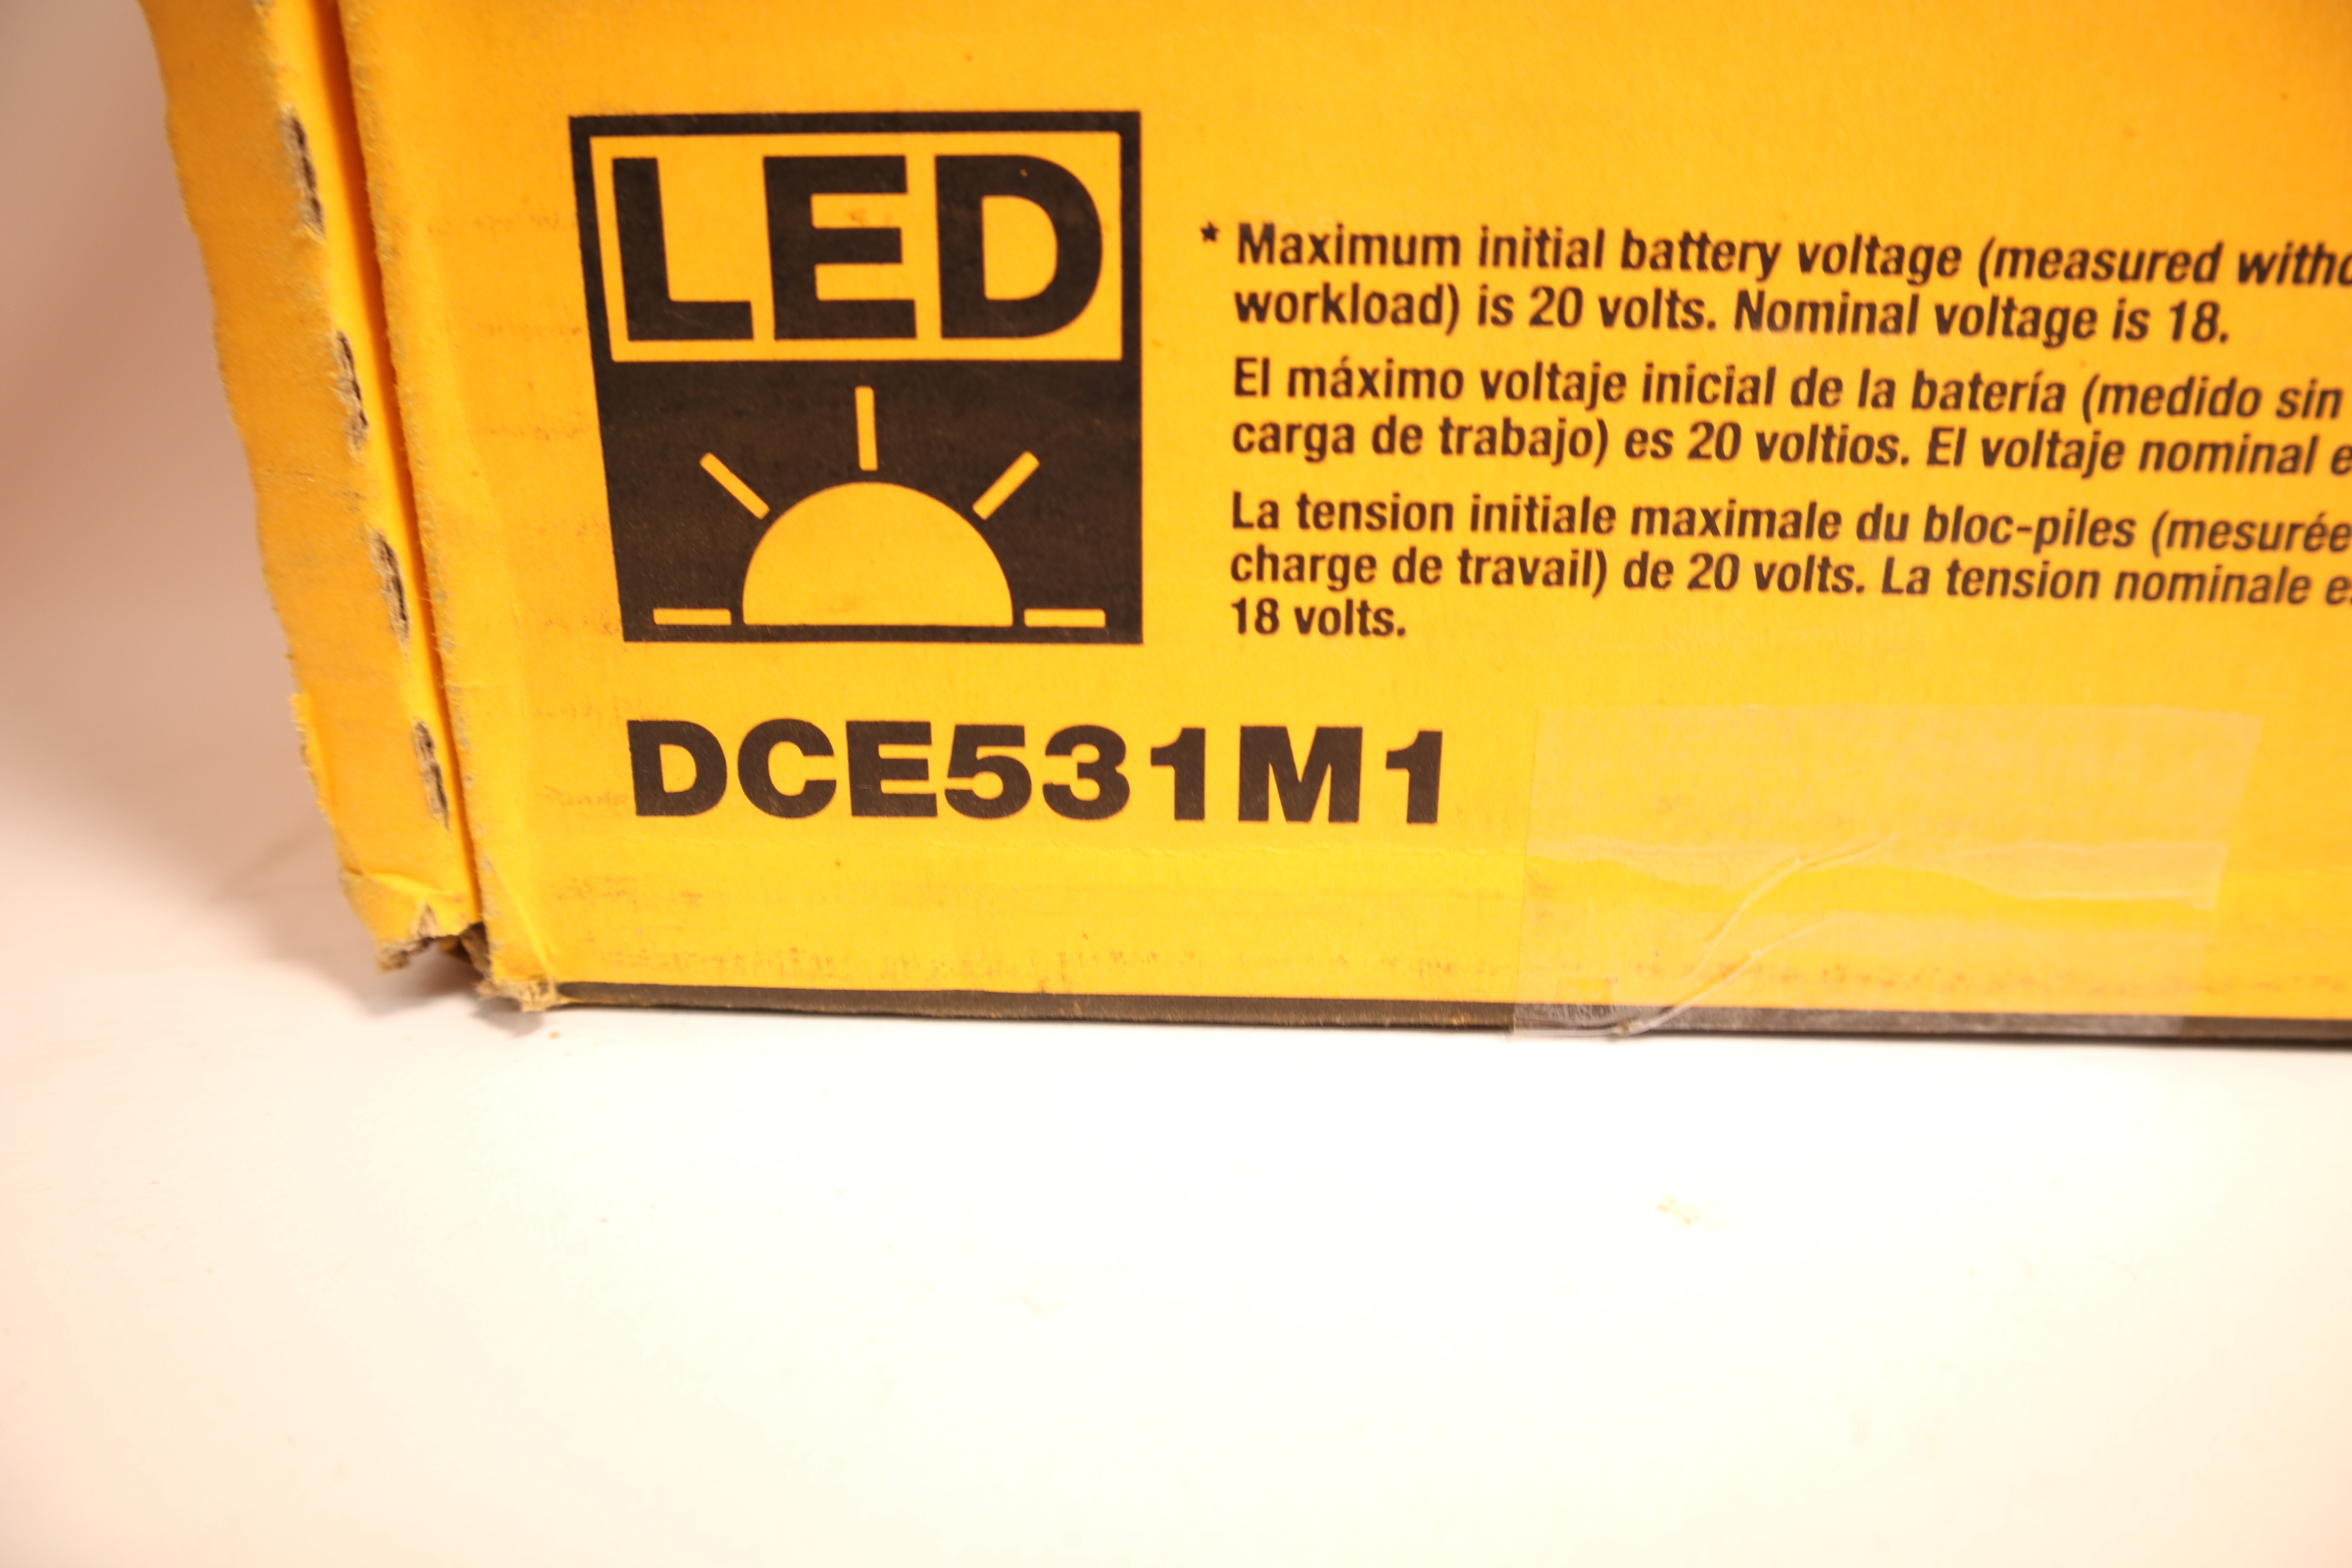 LED
* Maximum initial battery voltage (measured
workload) is 20 volts. Nominal voltage is 18.
El máximo voltaje inicial de la batería (medido sin
carga de trabajo) es 20 voltios. El voltaje nominal
La tension initiale maximale du bloc-piles (mesurée
charge de travail) de 20 volts. La tension nominale
18 volts.
DCE531M1